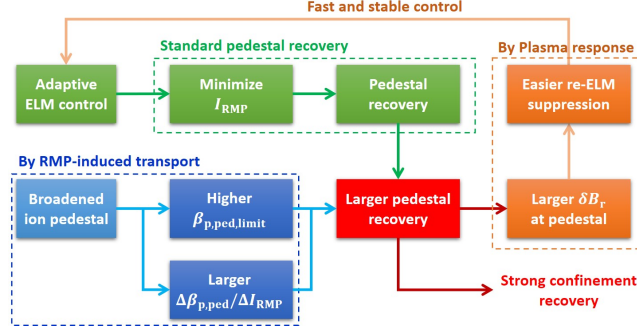 Fast and stable control
Standard pedestal recovery
By Plasma response
Adaptive
ELM control
Minimize
I_RMP
Pedestal
recovery
Easier re-ELM
suppression
By RMP-induced transport
Broadened
ion pedestal
Higher
β_p,ped,limit
Larger pedestal
recovery
Larger δB_r
at pedestal
Larger
Δβ_p,ped/ΔI_RMP
Strong confinement
recovery